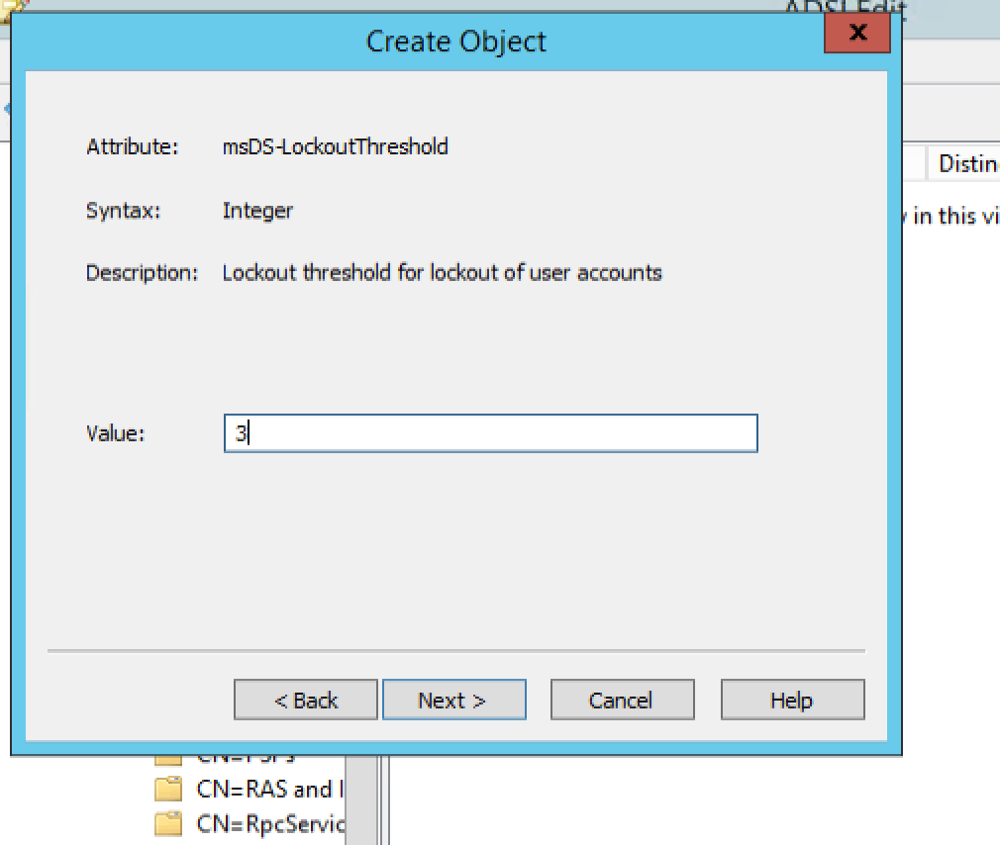 ADSI Edit
Create Object
x
Attribute: msDS-LockoutThreshold
Distin
Syntax: Integer
in this vi
Description: Lockout threshold for lockout of user accounts
Value: 3
< Back Next > Cancel Help
CN=PSPs
CN=RAS and I
CN=RpcServic